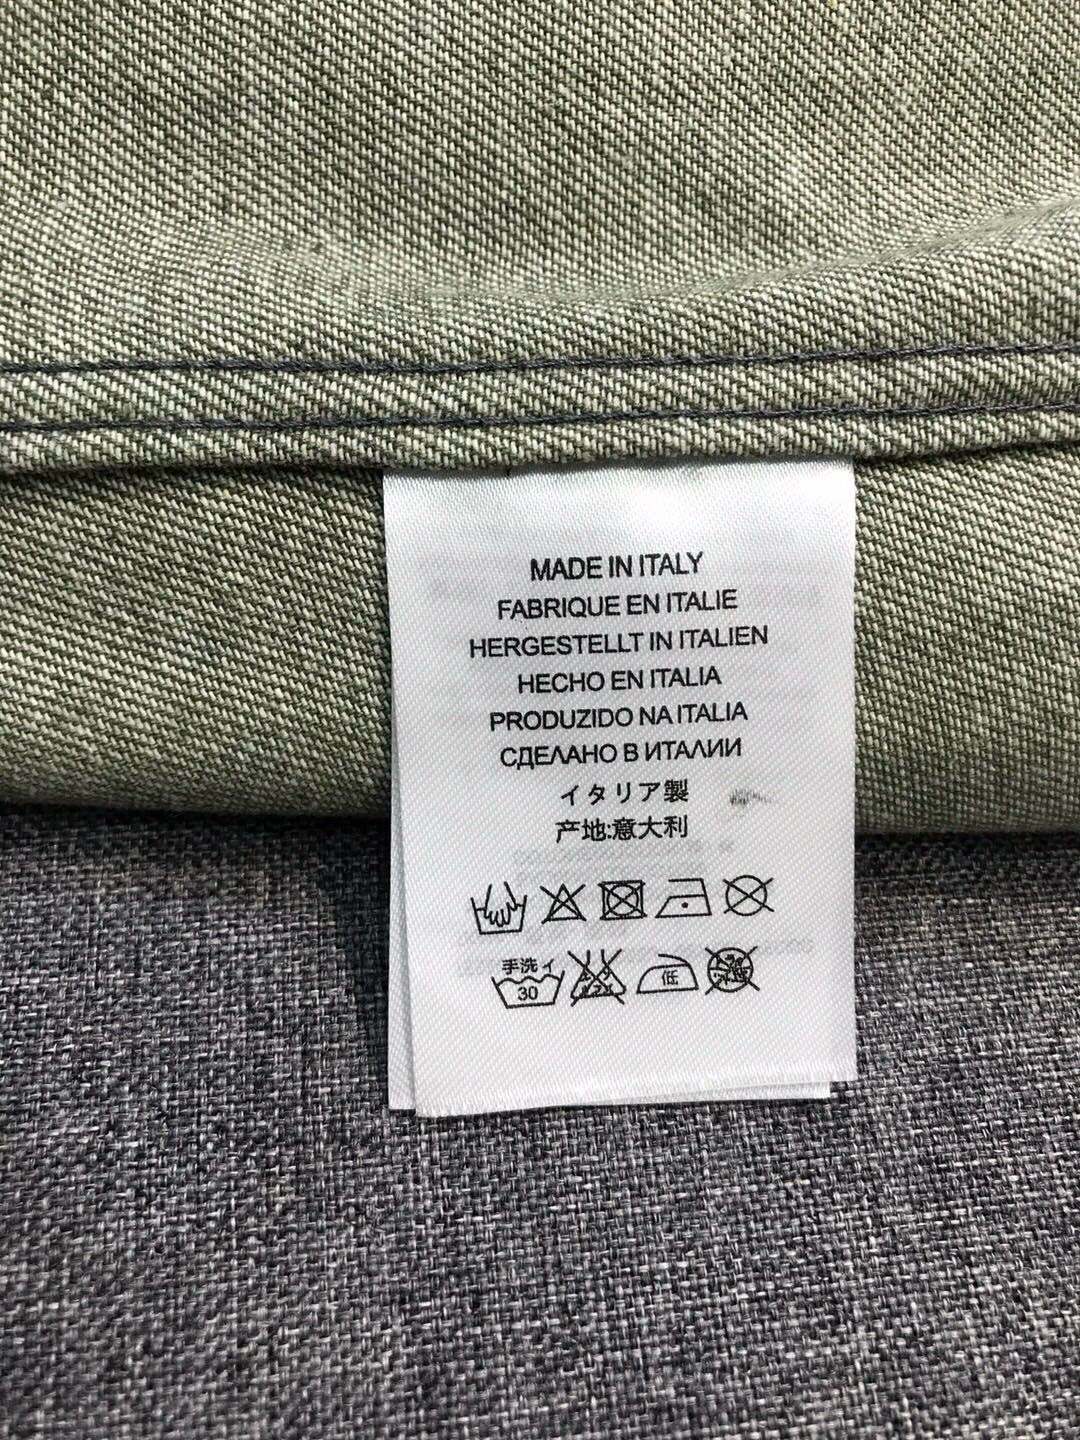 MADE IN ITALY
FABRIQUE EN ITALIE
HERGESTELLT IN ITALIEN
HECHO EN ITALIA
PRODUZIDO NA ITALIA
СДЕЛАНО В ИТАЛИИ
イタリア製
产地:意大利
手洗イ
30
低